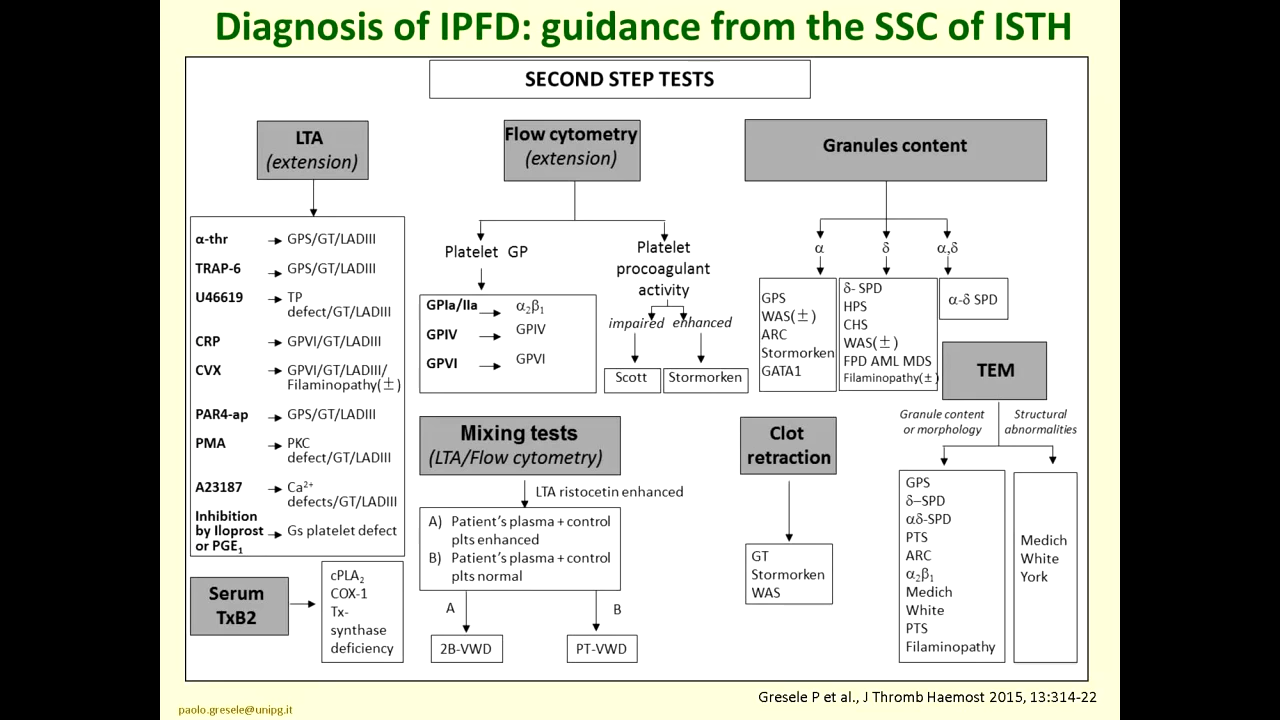 Diagnosis of IPFD: guidance from the SSC of ISTH
SECOND STEP TESTS
LTA
(extension)
α-thr GPS/GT/LADIII
TRAP-6 GPS/GT/LADIII
U46619 TP
defect/GT/LADIII
CRP GPVI/GT/LADIII
CVX GPVI/GT/LADIII/
Filaminopathy(±)
PAR4-ap GPS/GT/LADIII
PMA PKC
defect/GT/LADIII
A23187 Ca²⁺
defects/GT/LADIII
Inhibition
by Iloprost Gs platelet defect
or PGE₁
Serum
TxB2
cPLA₂
COX-1
Tx-
synthase
deficiency
Flow cytometry
(extension)
Platelet GP
GPIa/IIa α₂β₁
GPIV GPIV
GPVI GPVI
Platelet
procoagulant
activity
impaired enhanced
Scott Stormorken
Mixing tests
(LTA/Flow cytometry)
LTA ristocetin enhanced
A) Patient's plasma + control
plts enhanced
B) Patient's plasma + control
plts normal
A B
2B-VWD PT-VWD
Granules content
α δ α,δ
GPS
WAS(±)
ARC
Stormorken
GATA1
δ- SPD
HPS
CHS
WAS(±)
FPD AML MDS
Filaminopathy(±)
α-δ SPD
Clot
retraction
GT
Stormorken
WAS
TEM
Granule content
or morphology
Structural
abnormalities
GPS
δ–SPD
αδ-SPD
PTS
ARC
α₂β₁
Medich
White
PTS
Filaminopathy
Medich
White
York
Gresele P et al., J Thromb Haemost 2015, 13:314-22
paolo.gresele@unipg.it